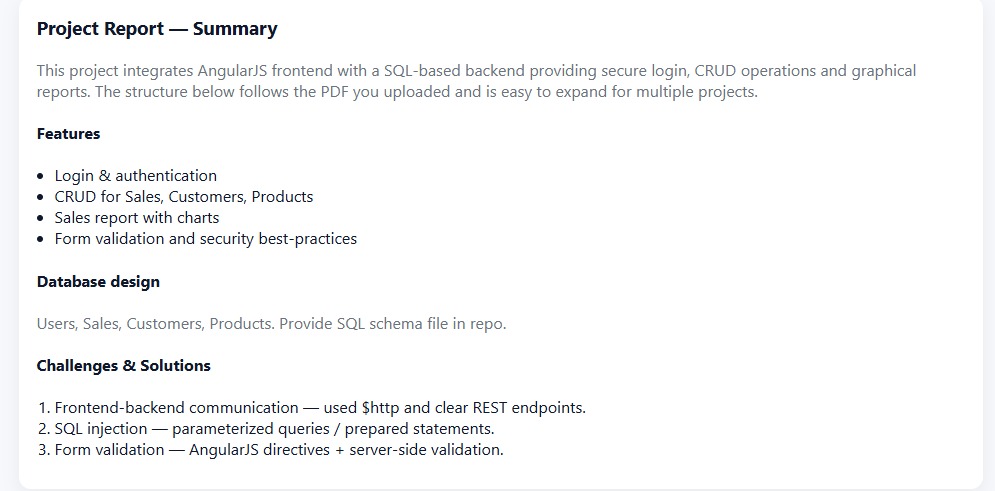 Project Report — Summary
This project integrates AngularJS frontend with a SQL-based backend providing secure login, CRUD operations and graphical
reports. The structure below follows the PDF you uploaded and is easy to expand for multiple projects.
Features
• Login & authentication
• CRUD for Sales, Customers, Products
• Sales report with charts
• Form validation and security best-practices
Database design
Users, Sales, Customers, Products. Provide SQL schema file in repo.
Challenges & Solutions
1. Frontend-backend communication — used $http and clear REST endpoints.
2. SQL injection — parameterized queries / prepared statements.
3. Form validation — AngularJS directives + server-side validation.